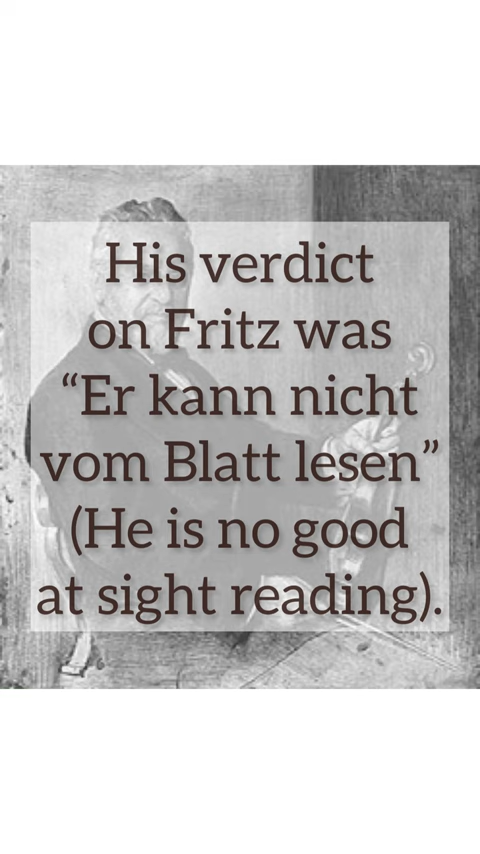 His verdict
on Fritz was
“Er kann nicht
vom Blatt lesen”
(He is no good
at sight reading).